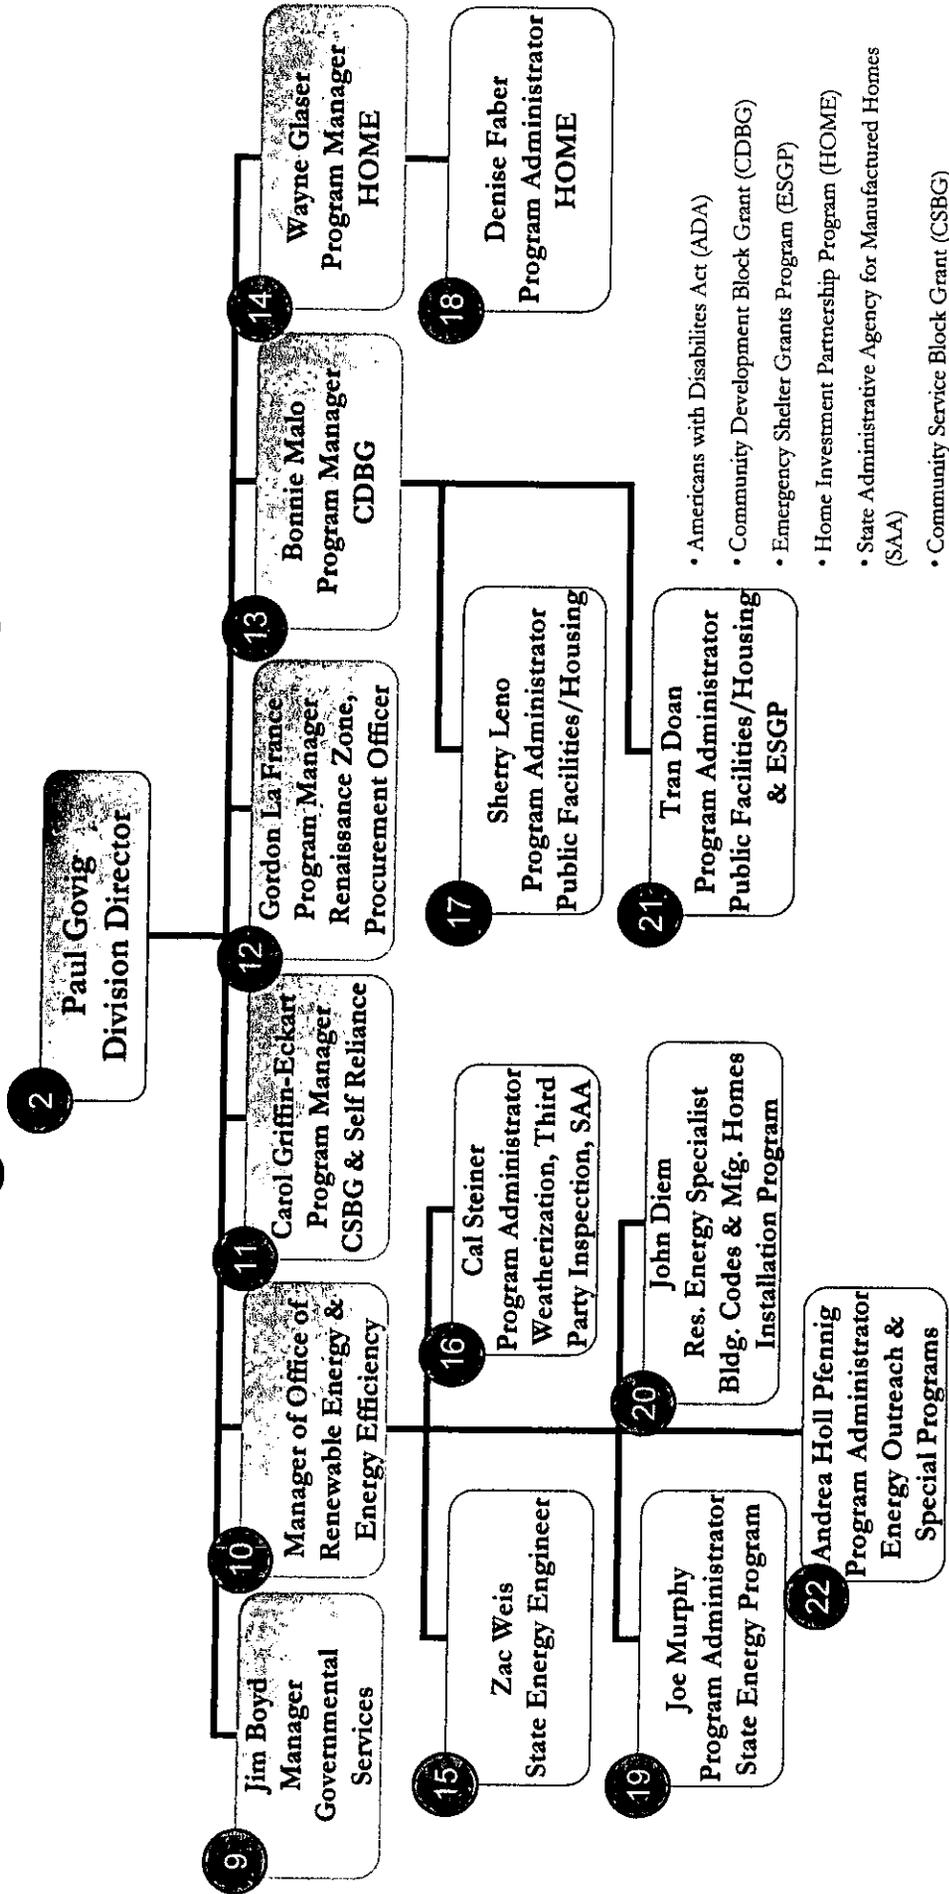 2
Paul Govig
Division Director
9
Jim Boyd
Manager
Governmental
Services
10
Manager of Office of
Renewable Energy &
Energy Efficiency
11
Carol Griffin-Eckart
Program Manager
CSBG & Self Reliance
12
Gordon La France
Program Manager
Renaissance Zone,
Procurement Officer
13
Bonnie Malo
Program Manager
CDBG
14
Wayne Glaser
Program Manager
HOME
15
Zac Weis
State Energy Engineer
16
Cal Steiner
Program Administrator
Weatherization, Third
Party Inspection, SAA
17
Sherry Leno
Program Administrator
Public Facilities/Housing
18
Denise Faber
Program Administrator
HOME
19
Joe Murphy
Program Administrator
State Energy Program
20
John Diem
Res. Energy Specialist
Bldg. Codes & Mfg. Homes
Installation Program
21
Tran Doan
Program Administrator
Public Facilities/Housing
& ESGP
22
Andrea Holl Pfennig
Program Administrator
Energy Outreach &
Special Programs
• Americans with Disabilites Act (ADA)
• Community Development Block Grant (CDBG)
• Emergency Shelter Grants Program (ESGP)
• Home Investment Partnership Program (HOME)
• State Administrative Agency for Manufactured Homes
(SAA)
• Community Service Block Grant (CSBG)